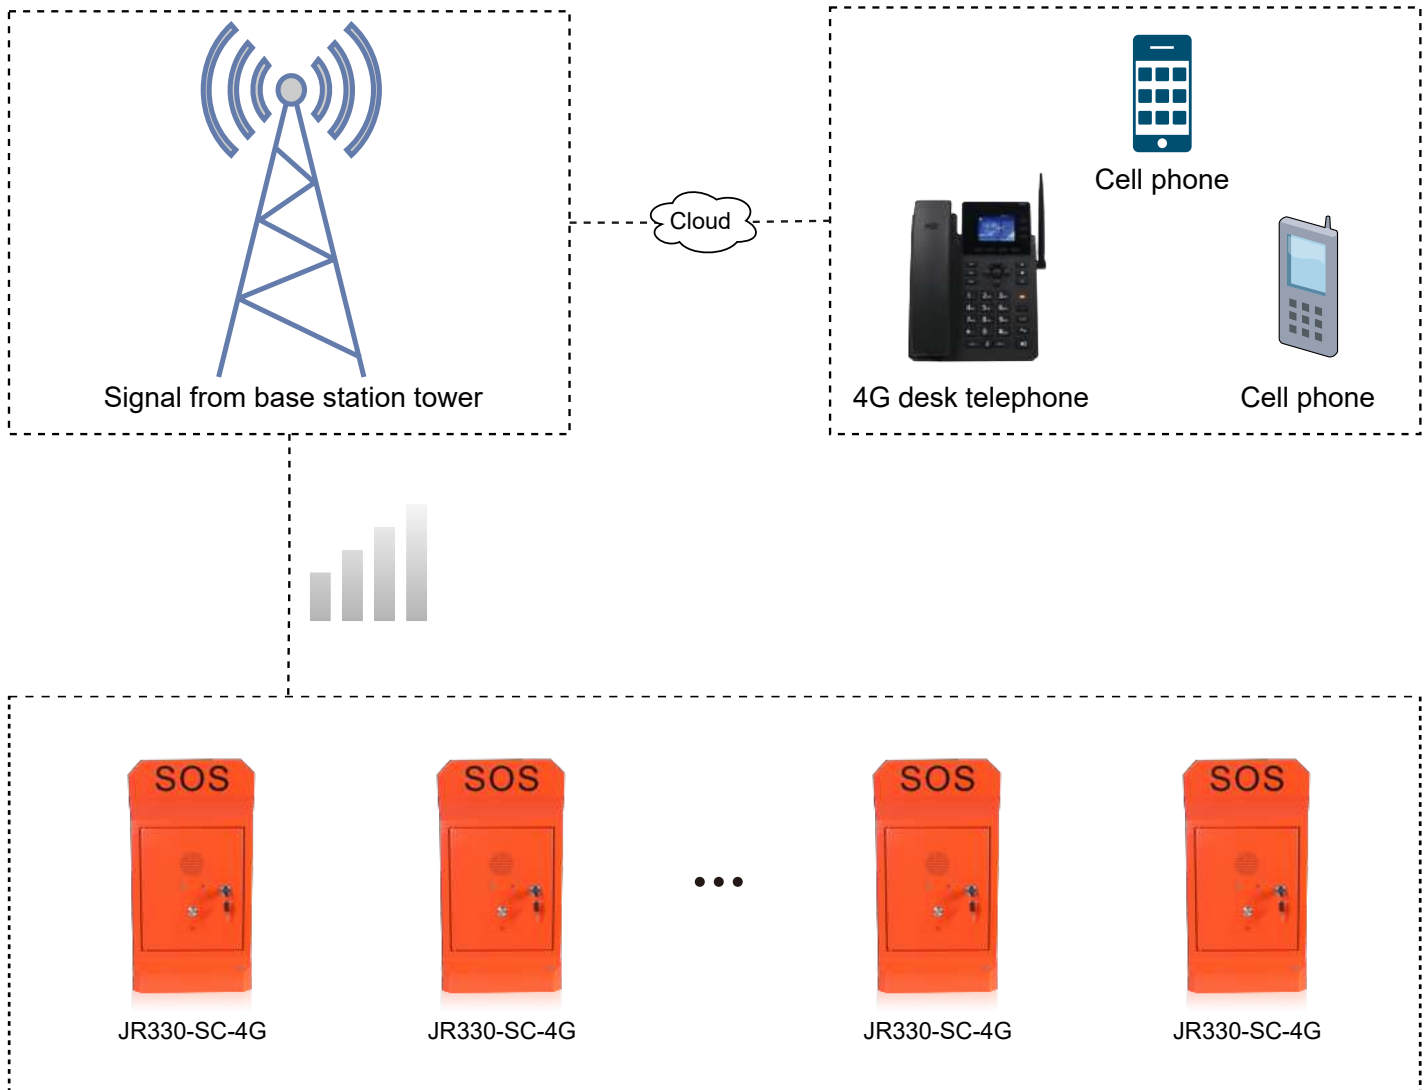 Cell phone
Cloud
Signal from base station tower
4G desk telephone
Cell phone
SOS
SOS
SOS
SOS
JR330-SC-4G
JR330-SC-4G
JR330-SC-4G
JR330-SC-4G